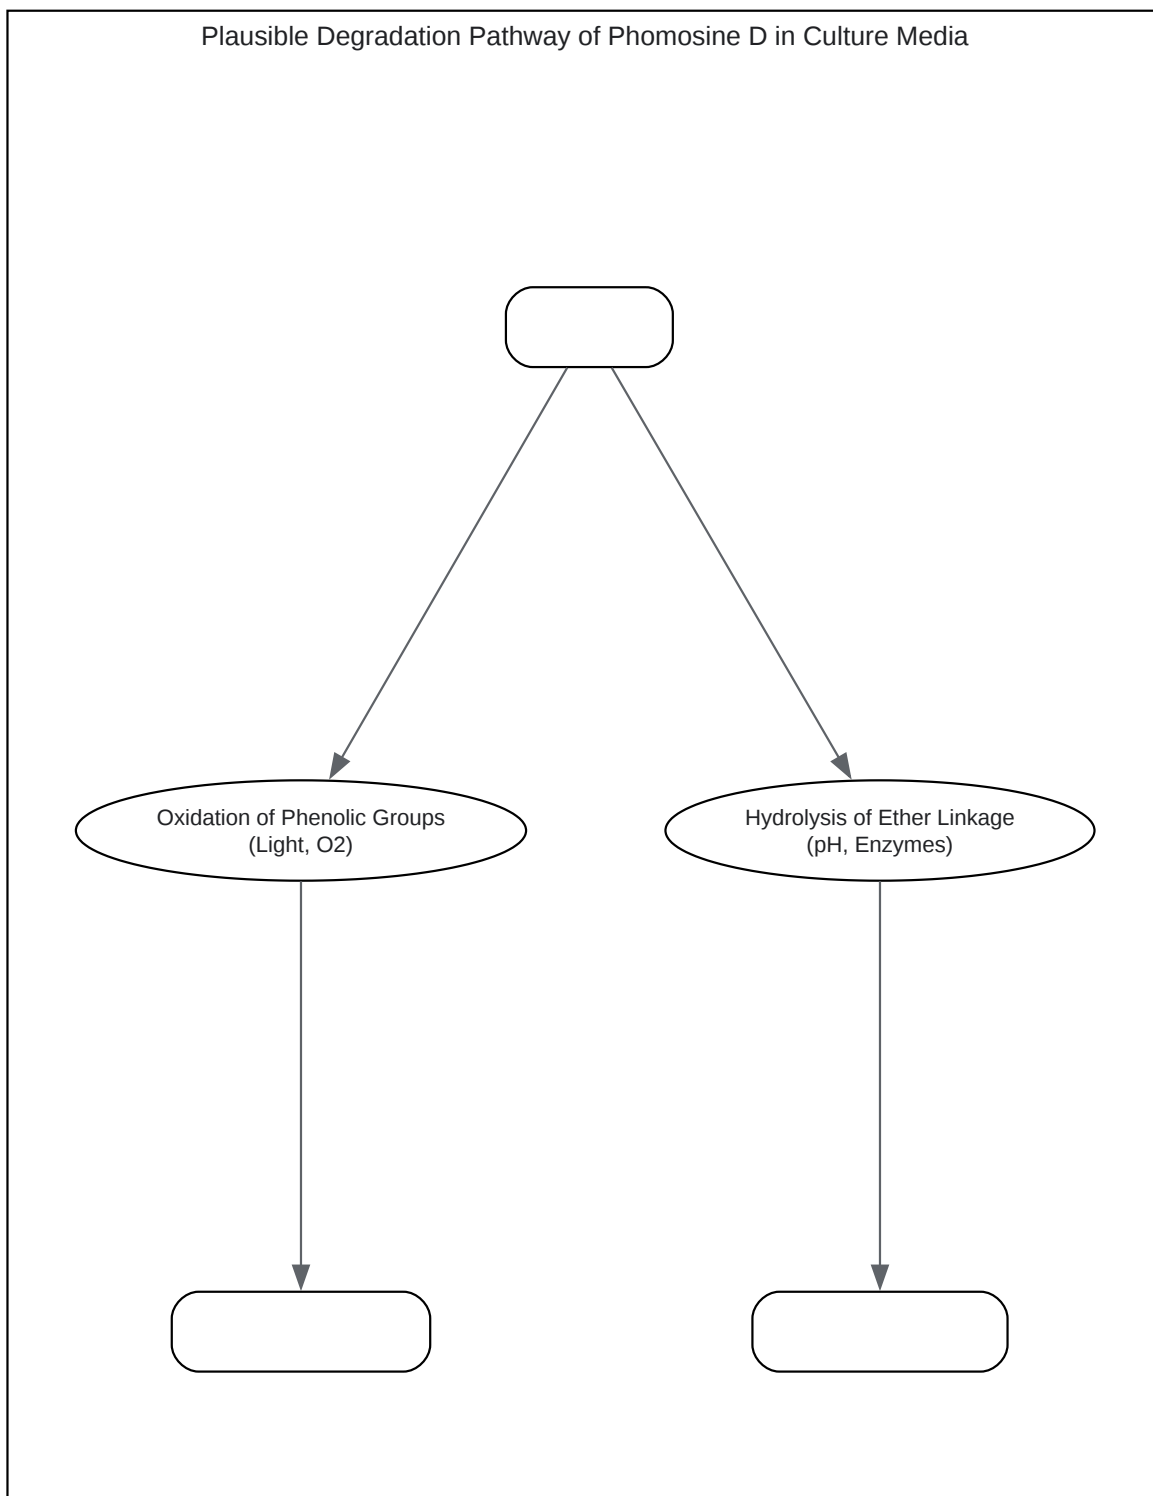 Plausible Degradation Pathway of Phomosine D in Culture Media
Oxidation of Phenolic Groups
(Light, O2)
Hydrolysis of Ether Linkage
(pH, Enzymes)